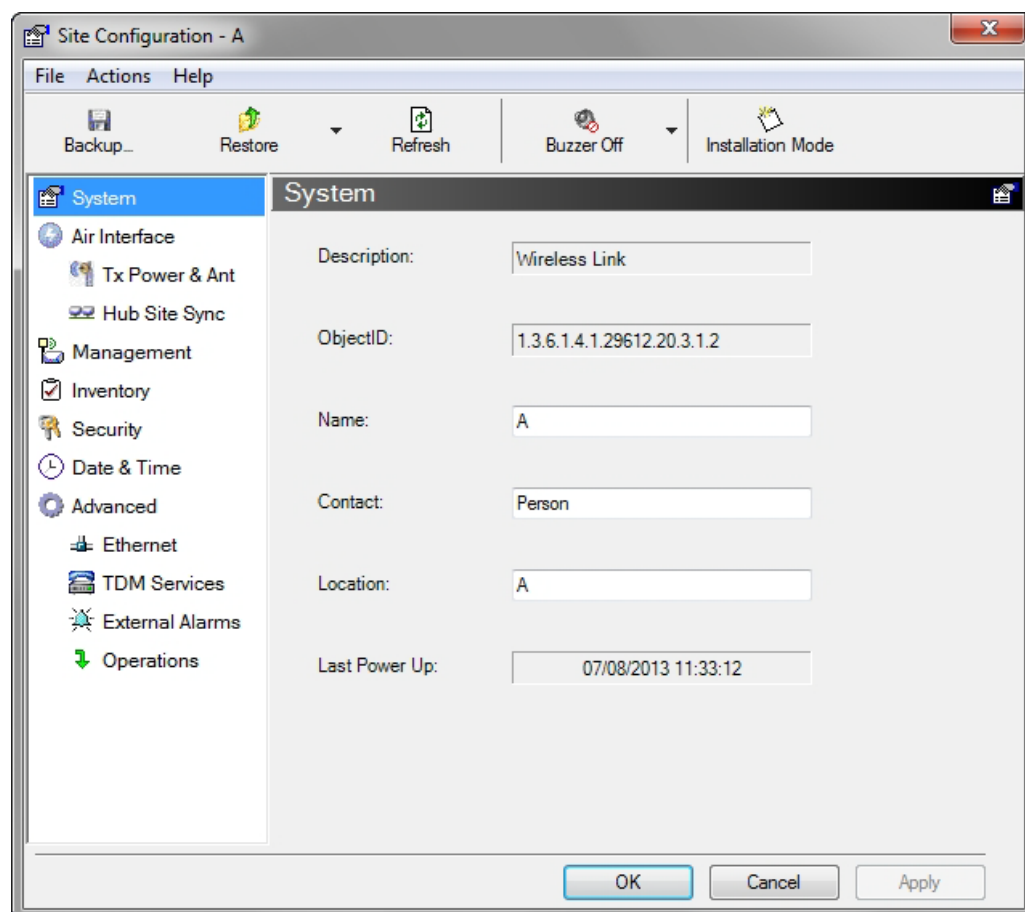 Site Configuration - A
File Actions Help
Backup... Restore Refresh Buzzer Off Installation Mode
System
Air Interface
Tx Power & Ant
Hub Site Sync
Management
Inventory
Security
Date & Time
Advanced
Ethernet
TDM Services
External Alarms
Operations
System
Description: Wireless Link
ObjectID: 1.3.6.1.4.1.29612.20.3.1.2
Name: A
Contact: Person
Location: A
Last Power Up: 07/08/2013 11:33:12
OK Cancel Apply